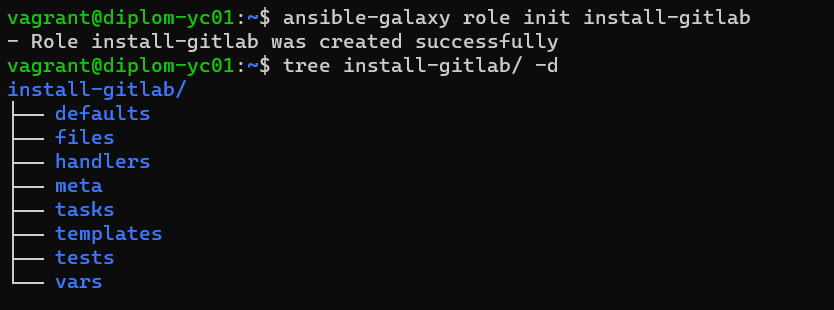 vagrant@diplom-yc01:~$ ansible-galaxy role init install-gitlab
- Role install-gitlab was created successfully
vagrant@diplom-yc01:~$ tree install-gitlab/ -d
install-gitlab/
├── defaults
├── files
├── handlers
├── meta
├── tasks
├── templates
├── tests
└── vars